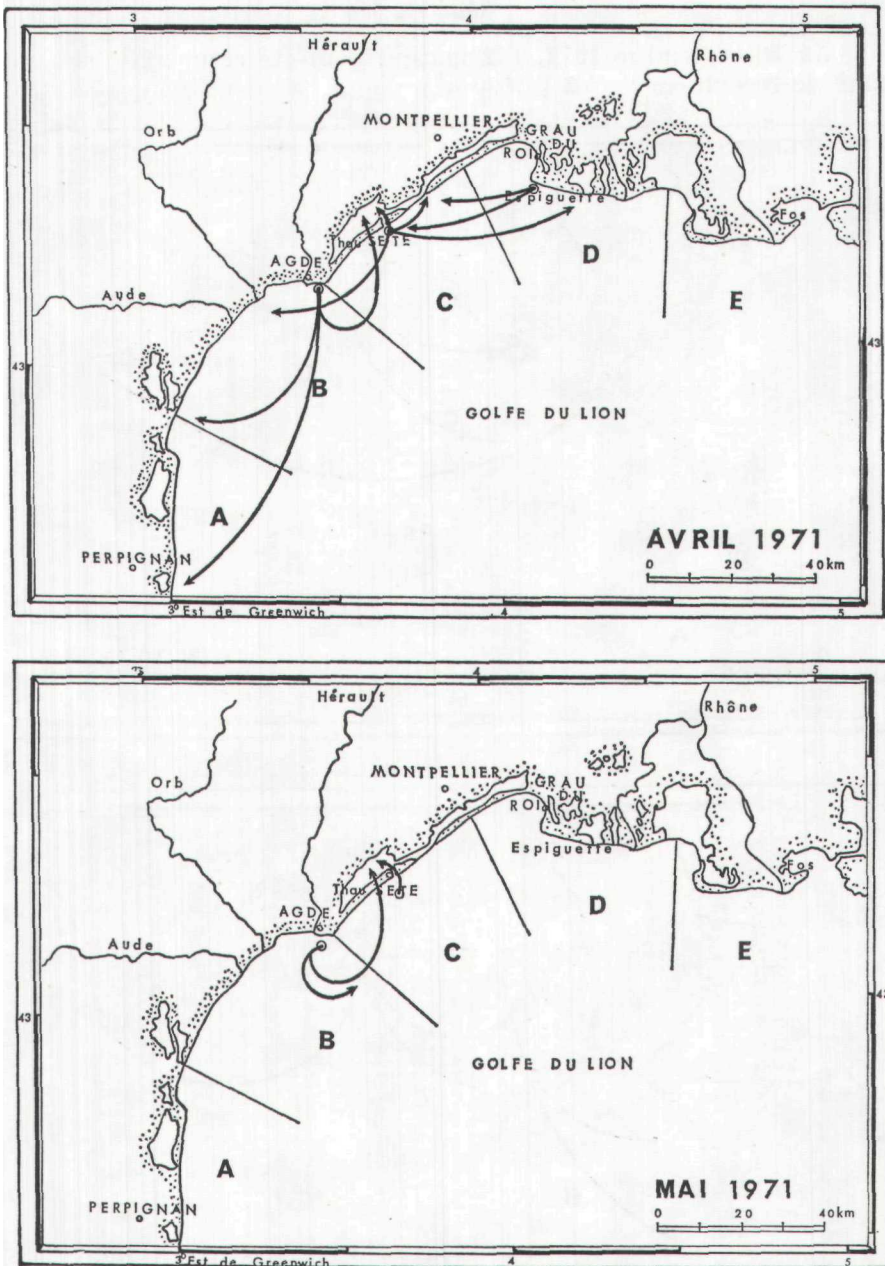 3 4 5
Hérault
Rhône
MONTPELLIER
Orb
GRAU
DU
ROI
Espiguette
Fos
Thau SETE
AGDE
D
Aude
C
E
43 43
B
GOLFE DU LION
A
AVRIL 1971
PERPIGNAN
0 20 40km
3° Est de Greenwich 4 5
4 5
Hérault
Rhône
MONTPELLIER
Orb
GRAU
DU
ROI
Espiguette
Fos
Thau SETE
AGDE
D
Aude
C
E
43 43
B
GOLFE DU LION
A
MAI 1971
PERPIGNAN
0 20 40km
3° Est de Greenwich 4 5